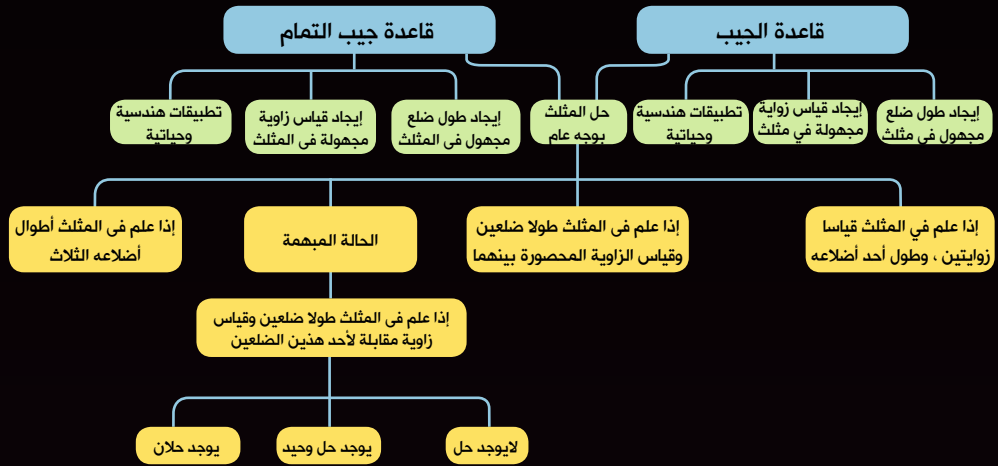 قاعدة الجيب
قاعدة جيب التمام
إيجاد طول ضلع
مجهول في مثلث
إيجاد قياس زواية
مجهولة في مثلث
تطبيقات هندسية
وحياتية
حل المثلث
بوجه عام
إيجاد طول ضلع
مجهول فى المثلث
إيجاد قياس زاوية
مجهولة فى المثلث
تطبيقات هندسية
وحياتية
إذا علم في المثلث قياسا
زوايتين ، وطول أحد أضلاعه
إذا علم فى المثلث طولا ضلعين
وقياس الزاوية المحصورة بينهما
الحالة المبهمة
إذا علم فى المثلث أطوال
أضلاعه الثلاث
إذا علم فى المثلث طولا ضلعين وقياس
زاوية مقابلة لأحد هذين الضلعين
لايوجد حل
يوجد حل وحيد
يوجد حلان